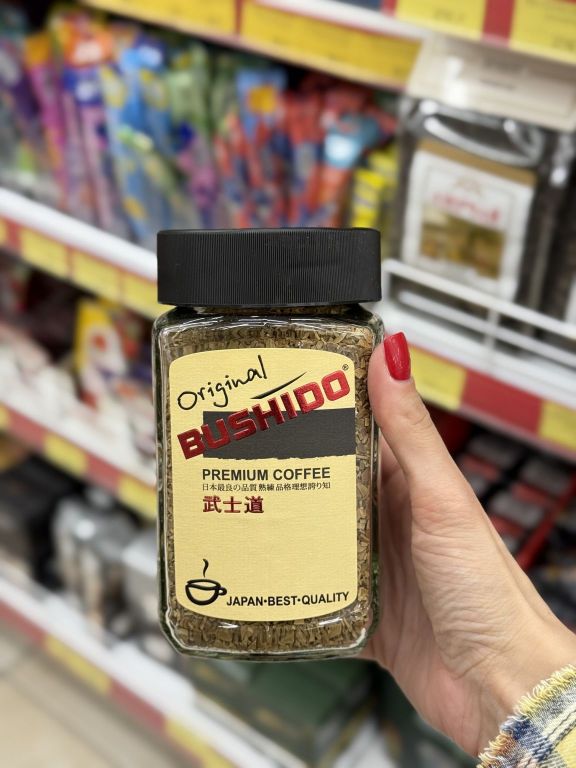 Original
BUSHIDO®
PREMIUM COFFEE
日本最良の品質 熟練 品格 理想 誇り 知
武士道
JAPAN•BEST•QUALITY